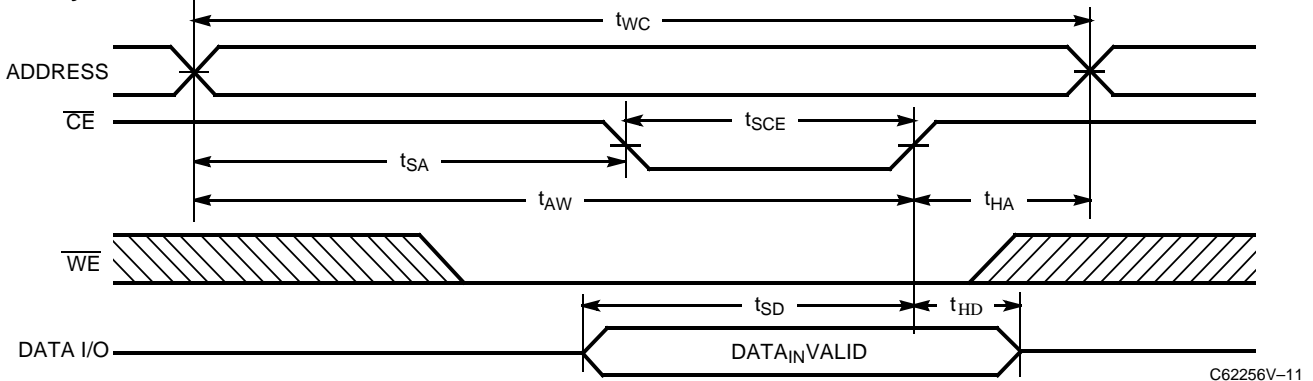 tWC
ADDRESS
CE
tSCE
tSA
tAW
tHA
WE
tSD
tHD
DATA I/O
DATAINVALID
C62256V–11